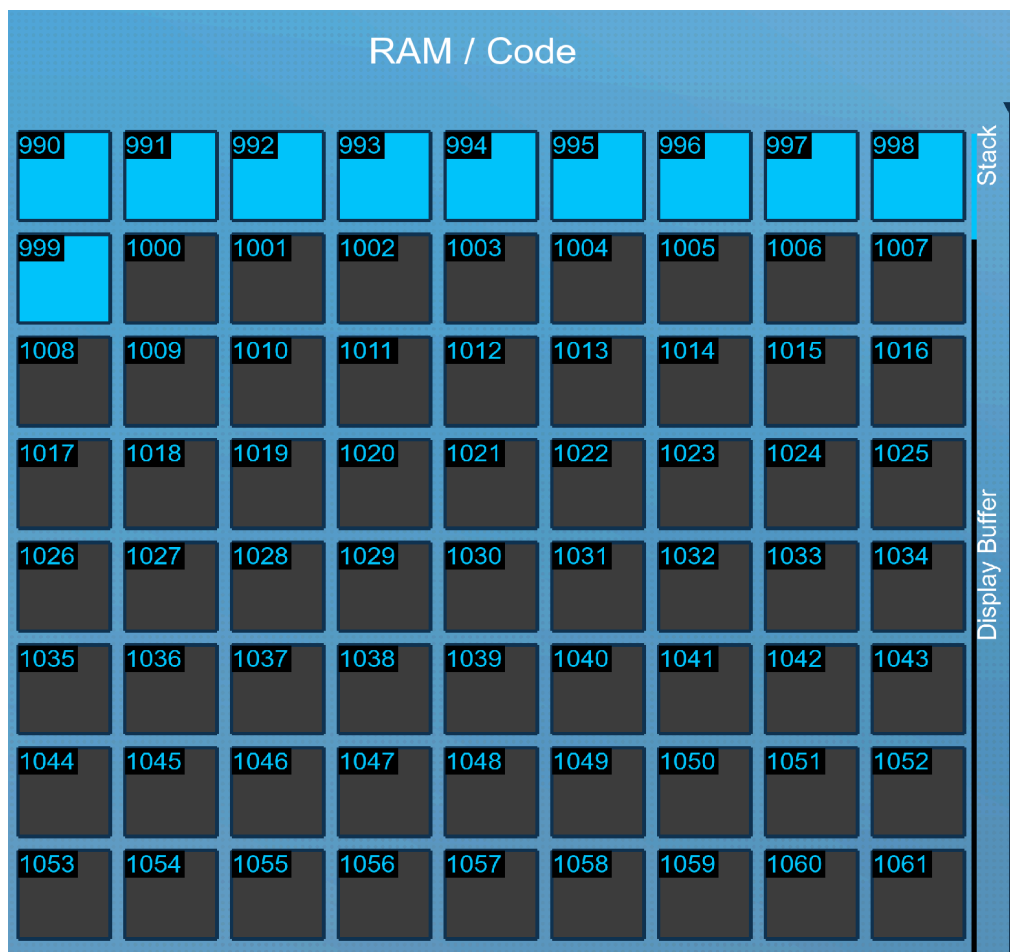 RAM / Code
990 991 992 993 994 995 996 997 998
Stack
999 1000 1001 1002 1003 1004 1005 1006 1007
1008 1009 1010 1011 1012 1013 1014 1015 1016
1017 1018 1019 1020 1021 1022 1023 1024 1025
1026 1027 1028 1029 1030 1031 1032 1033 1034
Display Buffer
1035 1036 1037 1038 1039 1040 1041 1042 1043
1044 1045 1046 1047 1048 1049 1050 1051 1052
1053 1054 1055 1056 1057 1058 1059 1060 1061